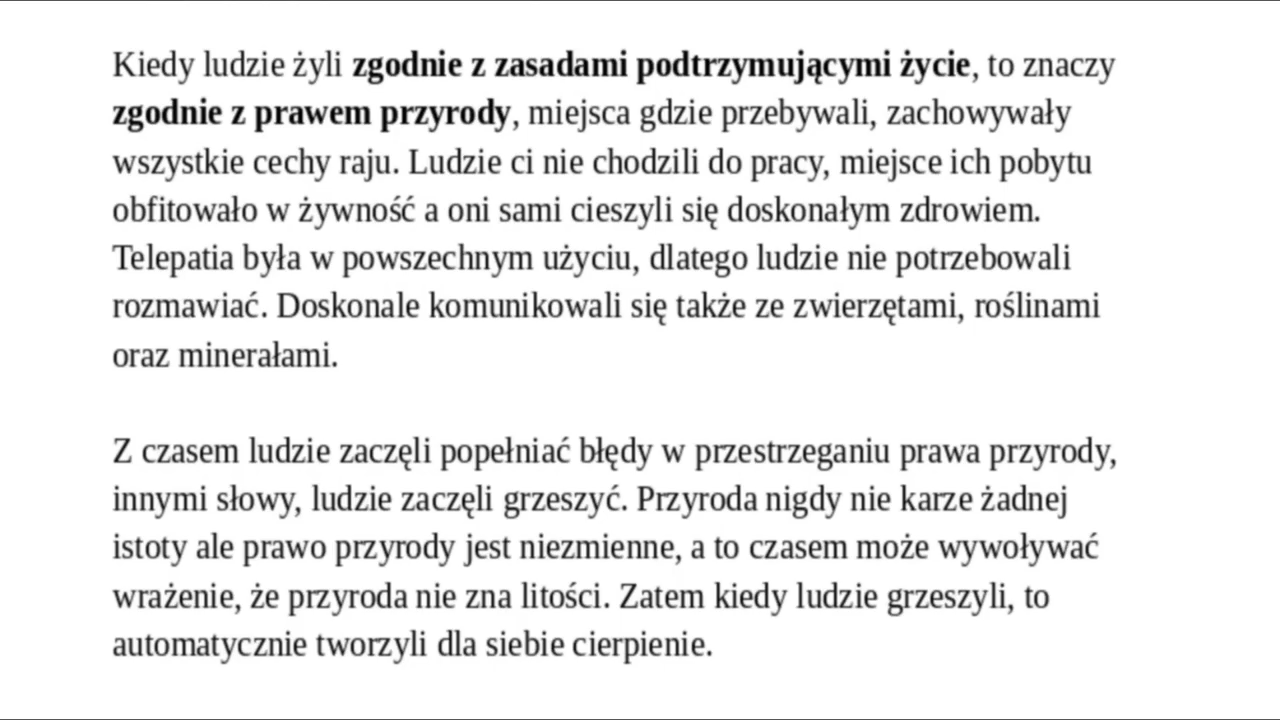 Kiedy ludzie żyli zgodnie z zasadami podtrzymującymi życie, to znaczy
zgodnie z prawem przyrody, miejsca gdzie przebywali, zachowywały
wszystkie cechy raju. Ludzie ci nie chodzili do pracy, miejsce ich pobytu
obfitowało w żywność a oni sami cieszyli się doskonałym zdrowiem.
Telepatia była w powszechnym użyciu, dlatego ludzie nie potrzebowali
rozmawiać. Doskonale komunikowali się także ze zwierzętami, roślinami
oraz minerałami.
Z czasem ludzie zaczęli popełniać błędy w przestrzeganiu prawa przyrody,
innymi słowy, ludzie zaczęli grzeszyć. Przyroda nigdy nie karze żadnej
istoty ale prawo przyrody jest niezmienne, a to czasem może wywoływać
wrażenie, że przyroda nie zna litości. Zatem kiedy ludzie grzeszyli, to
automatycznie tworzyli dla siebie cierpienie.